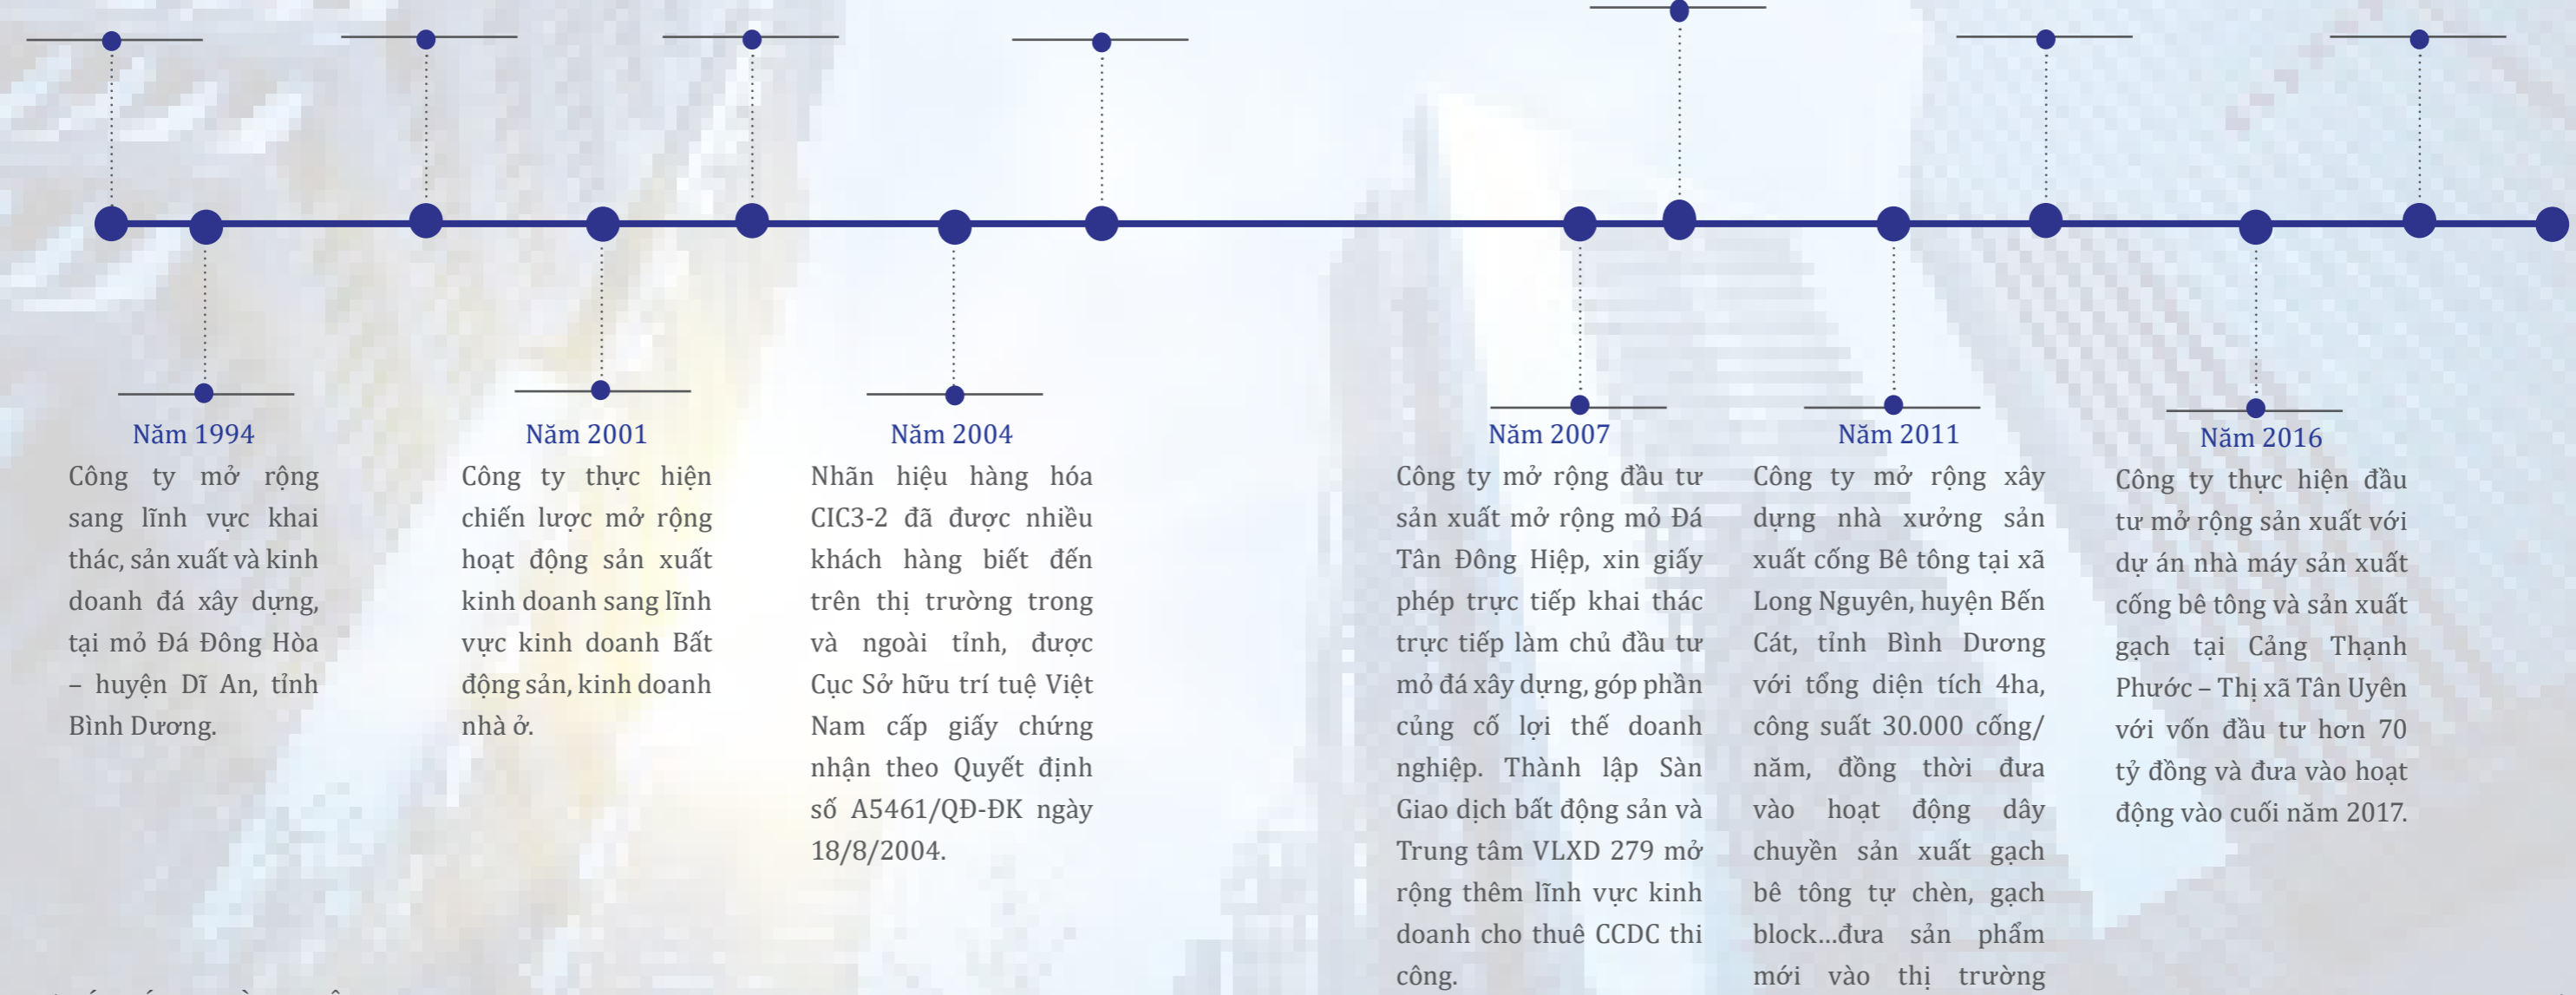 Năm 1994
Công ty mở rộng
sang lĩnh vực khai
thác, sản xuất và kinh
doanh đá xây dựng,
tại mỏ Đá Đông Hòa
– huyện Dĩ An, tỉnh
Bình Dương.
Năm 2001
Công ty thực hiện
chiến lược mở rộng
hoạt động sản xuất
kinh doanh sang lĩnh
vực kinh doanh Bất
động sản, kinh doanh
nhà ở.
Năm 2004
Nhãn hiệu hàng hóa
CIC3-2 đã được nhiều
khách hàng biết đến
trên thị trường trong
và ngoài tỉnh, được
Cục Sở hữu trí tuệ Việt
Nam cấp giấy chứng
nhận theo Quyết định
số A5461/QĐ-ĐK ngày
18/8/2004.
Năm 2007
Công ty mở rộng đầu tư
sản xuất mở rộng mỏ Đá
Tân Đông Hiệp, xin giấy
phép trực tiếp khai thác
trực tiếp làm chủ đầu tư
mỏ đá xây dựng, góp phần
củng cố lợi thế doanh
nghiệp. Thành lập Sàn
Giao dịch bất động sản và
Trung tâm VLXD 279 mở
rộng thêm lĩnh vực kinh
doanh cho thuê CCDC thi
công.
Năm 2011
Công ty mở rộng xây
dựng nhà xưởng sản
xuất cống Bê tông tại xã
Long Nguyên, huyện Bến
Cát, tỉnh Bình Dương
với tổng diện tích 4ha,
công suất 30.000 cống/
năm, đồng thời đưa
vào hoạt động dây
chuyền sản xuất gạch
bê tông tự chèn, gạch
block...đưa sản phẩm
mới vào thị trường
Năm 2016
Công ty thực hiện đầu
tư mở rộng sản xuất với
dự án nhà máy sản xuất
cống bê tông và sản xuất
gạch tại Cảng Thạnh
Phước – Thị xã Tân Uyên
với vốn đầu tư hơn 70
tỷ đồng và đưa vào hoạt
động vào cuối năm 2017.